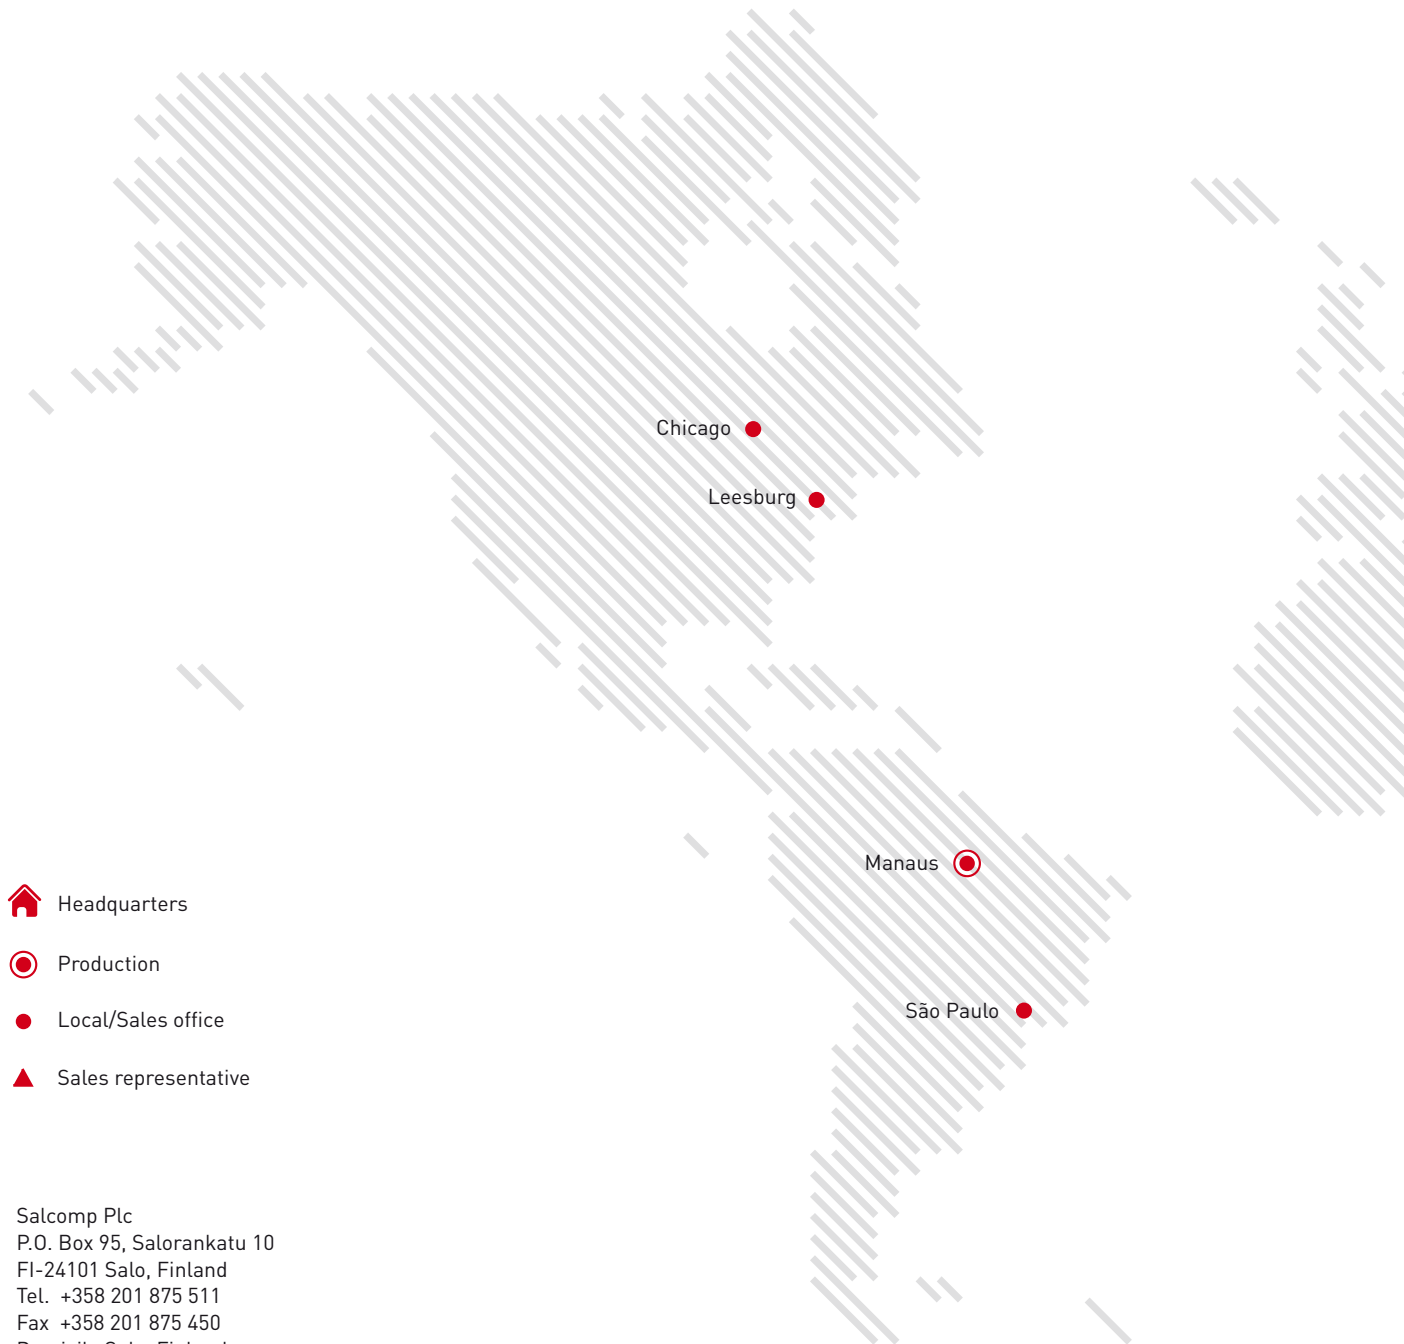 Chicago
Leesburg
Manaus
Headquarters
Production
São Paulo
Local/Sales office
Sales representative
Salcomp Plc
P.O. Box 95, Salorankatu 10
FI-24101 Salo, Finland
Tel. +358 201 875 511
Fax +358 201 875 450